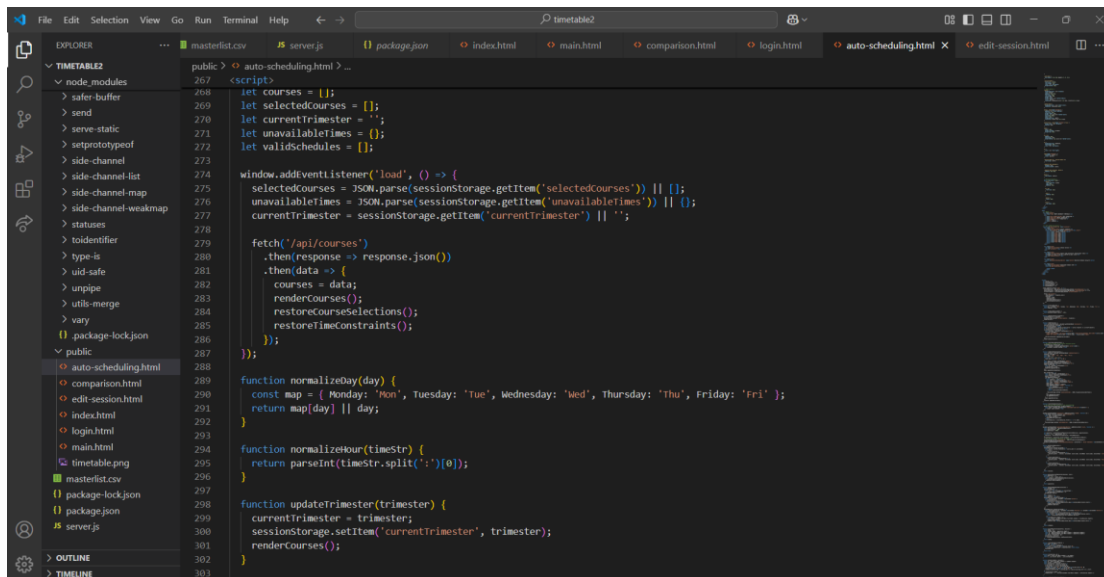 File Edit Selection View Go Run Terminal Help
timetable2
EXPLORER
masterlist.csv
JS server.js
{} package.json
<> index.html
<> main.html
<> comparison.html
<> login.html
<> auto-scheduling.html
<> edit-session.html
TIMETABLE2
node_modules
safer-buffer
send
serve-static
setprototypeof
side-channel
side-channel-list
side-channel-map
side-channel-weakmap
statuses
toidentifier
type-is
uid-safe
unpipe
utils-merge
vary
{} .package-lock.json
public
<> auto-scheduling.html
<> comparison.html
<> edit-session.html
<> index.html
<> login.html
<> main.html
timetable.png
masterlist.csv
{} package-lock.json
{} package.json
JS server.js
OUTLINE
TIMELINE
public > <> auto-scheduling.html > ...
267 <script>
268 let courses = [];
269 let selectedCourses = [];
270 let currentTrimester = '';
271 let unavailableTimes = {};
272 let validSchedules = [];
273
274 window.addEventListener('load', () => {
275 selectedCourses = JSON.parse(sessionStorage.getItem('selectedCourses')) || [];
276 unavailableTimes = JSON.parse(sessionStorage.getItem('unavailableTimes')) || {};
277 currentTrimester = sessionStorage.getItem('currentTrimester') || '';
278
279 fetch('/api/courses')
280 .then(response => response.json())
281 .then(data => {
282 courses = data;
283 renderCourses();
284 restoreCourseSelections();
285 restoreTimeConstraints();
286 });
287 });
288
289 function normalizeDay(day) {
290 const map = { Monday: 'Mon', Tuesday: 'Tue', Wednesday: 'Wed', Thursday: 'Thu', Friday: 'Fri' };
291 return map[day] || day;
292 }
293
294 function normalizeHour(timeStr) {
295 return parseInt(timeStr.split(':')[0]);
296 }
297
298 function updateTrimester(trimester) {
299 currentTrimester = trimester;
300 sessionStorage.setItem('currentTrimester', trimester);
301 renderCourses();
302 }
303